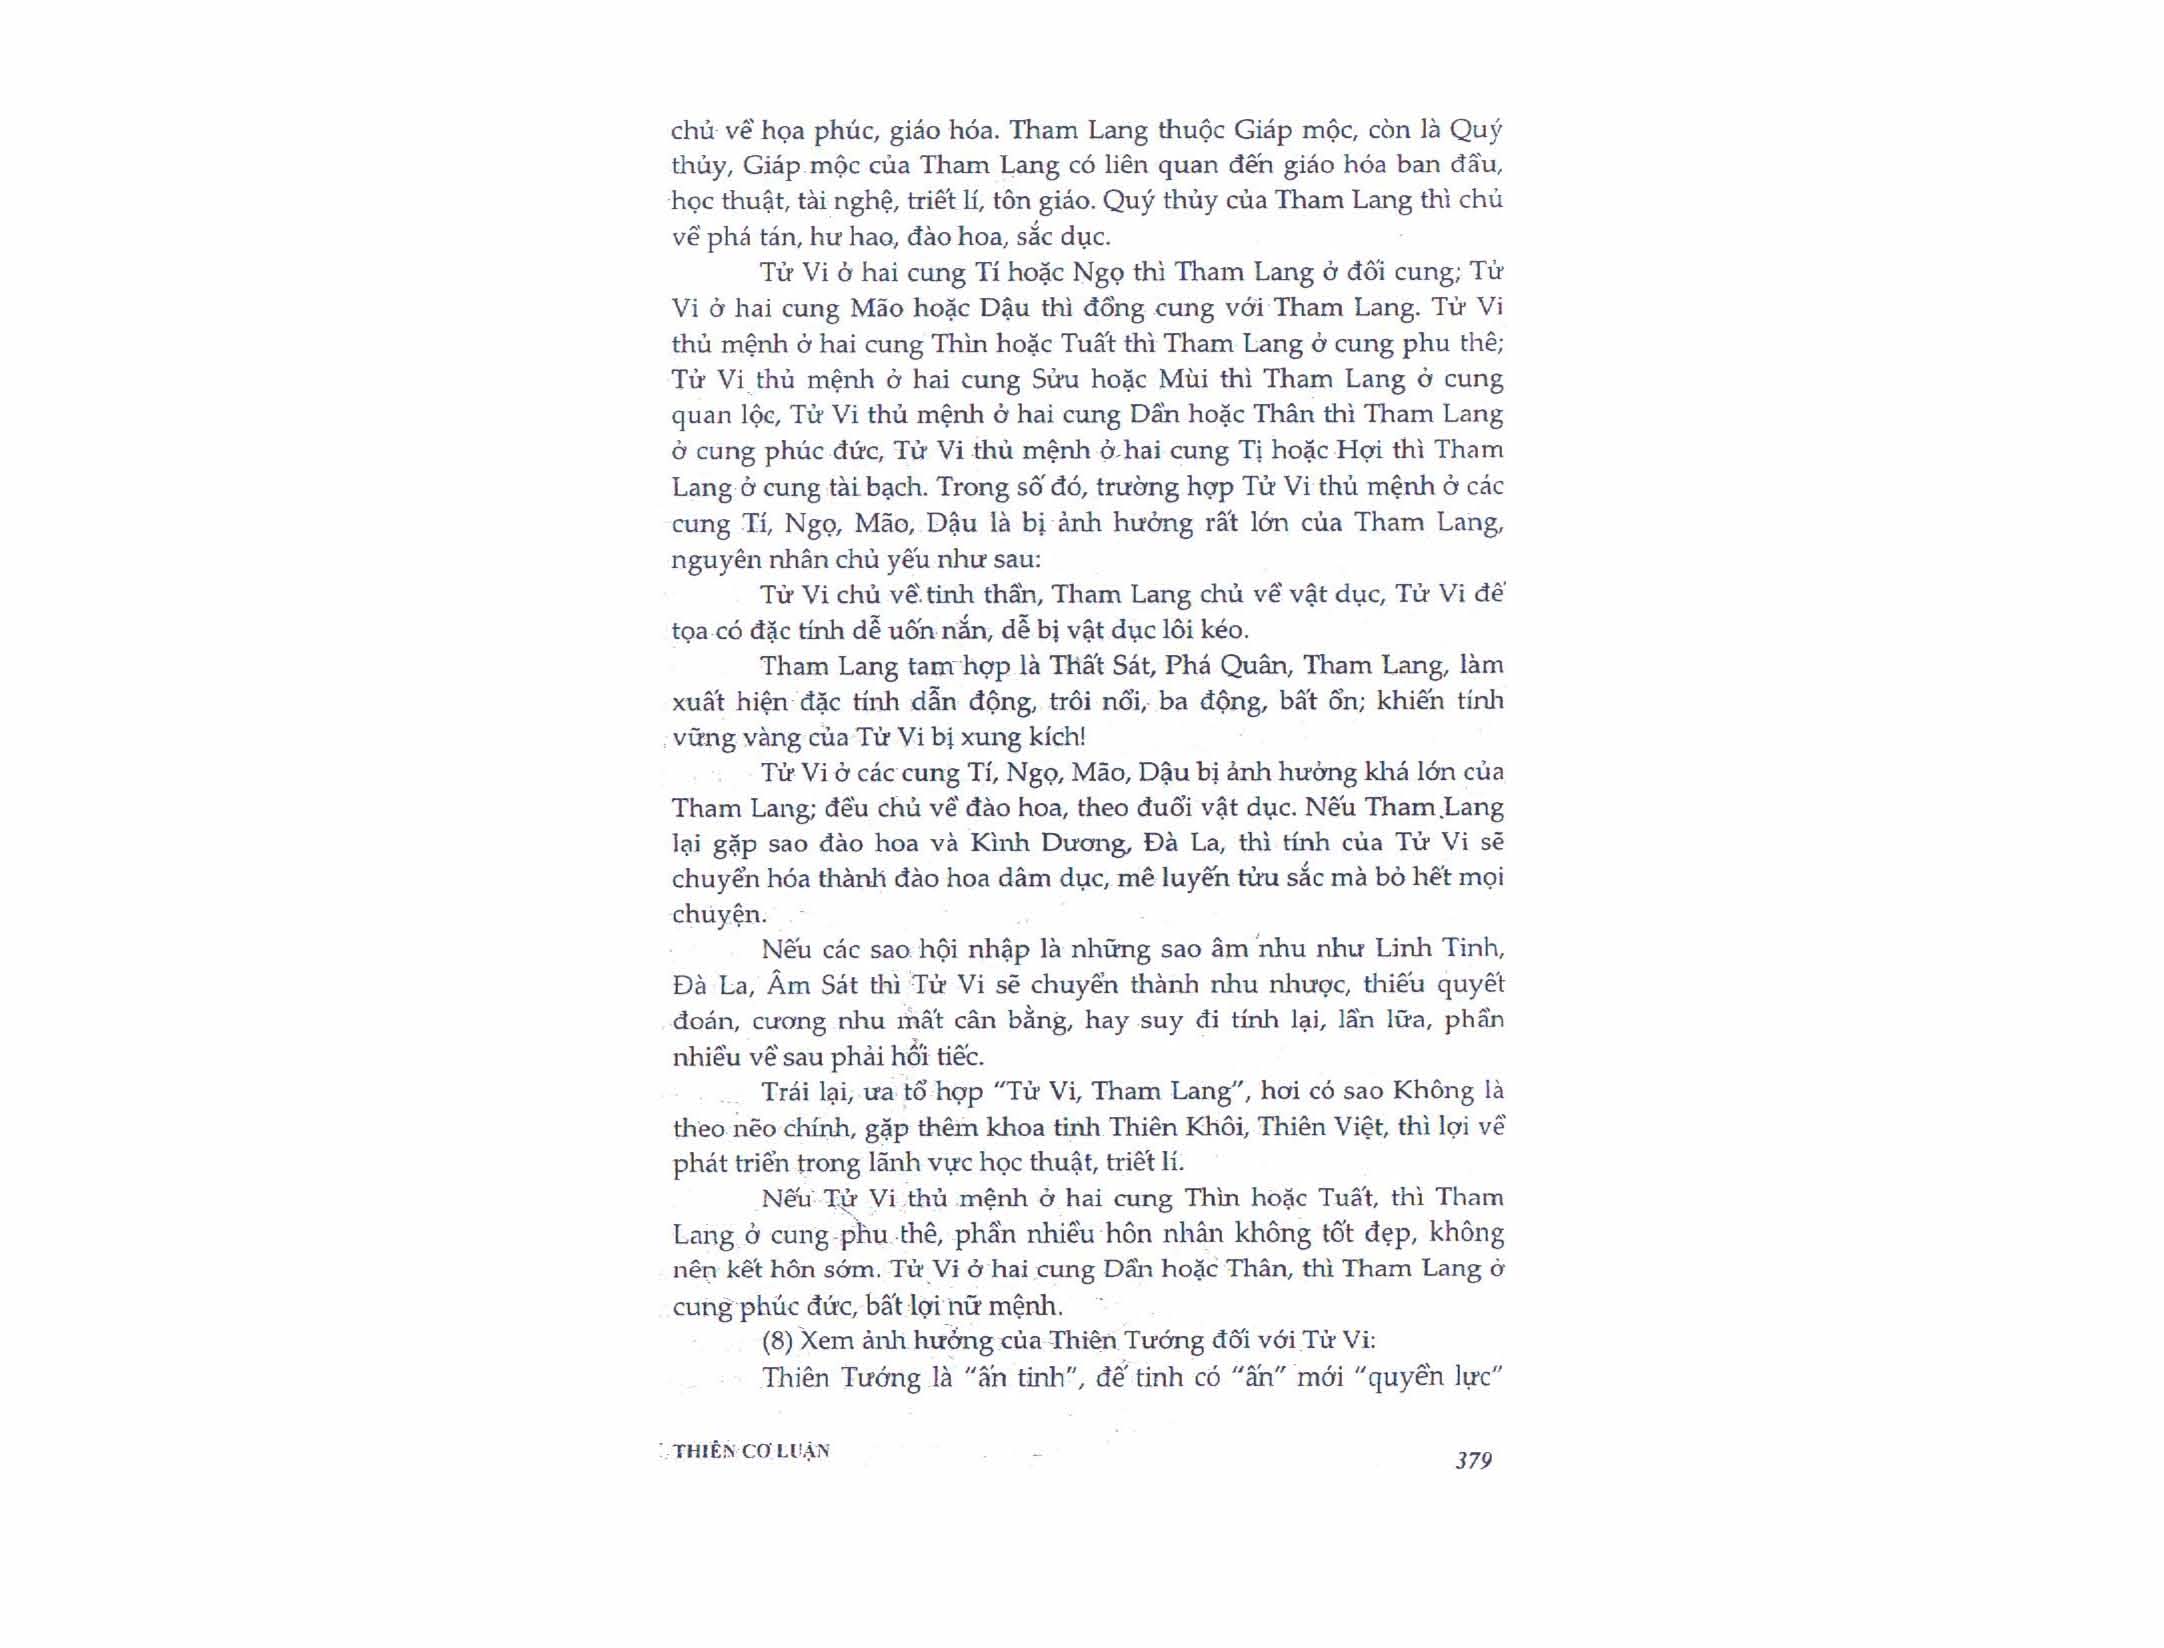 chủ về họa phúc, giáo hóa. Tham Lang thuộc Giáp mộc, còn là Quý
thủy, Giáp mộc của Tham Lang có liên quan đến giáo hóa ban đầu,
học thuật, tài nghệ, triết lí, tôn giáo. Quý thủy của Tham Lang thì chủ
về phá tán, hư hao, đào hoa, sắc dục.
Tử Vi ở hai cung Tí hoặc Ngọ thì Tham Lang ở đối cung; Tử
Vi ở hai cung Mão hoặc Dậu thì đồng cung với Tham Lang. Tử Vi
thủ mệnh ở hai cung Thìn hoặc Tuất thì Tham Lang ở cung phu thê;
Tử Vi thủ mệnh ở hai cung Sửu hoặc Mùi thì Tham Lang ở cung
quan lộc, Tử Vi thủ mệnh ở hai cung Dần hoặc Thân thì Tham Lang
ở cung phúc đức, Tử Vi thủ mệnh ở hai cung Tị hoặc Hợi thì Tham
Lang ở cung tài bạch. Trong số đó, trường hợp Tử Vi thủ mệnh ở các
cung Tí, Ngọ, Mão, Dậu là bị ảnh hưởng rất lớn của Tham Lang,
nguyên nhân chủ yếu như sau:
Tử Vi chủ về tinh thần, Tham Lang chủ về vật dục, Tử Vi đế
tọa có đặc tính dễ uốn nắn, dễ bị vật dục lôi kéo.
Tham Lang tam hợp là Thất Sát, Phá Quân, Tham Lang, làm
xuất hiện đặc tính dẫn động, trôi nổi, ba động, bất ổn; khiến tính
vững vàng của Tử Vi bị xung kích!
Tử Vi ở các cung Tí, Ngọ, Mão, Dậu bị ảnh hưởng khá lớn của
Tham Lang; đều chủ về đào hoa, theo đuổi vật dục. Nếu Tham Lang
lại gặp sao đào hoa và Kình Dương, Đà La, thì tính của Tử Vi sẽ
chuyển hóa thành đào hoa dâm dục, mê luyến tửu sắc mà bỏ hết mọi
chuyện.
Nếu các sao hội nhập là những sao âm nhu như Linh Tinh,
Đà La, Âm Sát thì Tử Vi sẽ chuyển thành nhu nhược, thiếu quyết
đoán, cương nhu mất cân bằng, hay suy đi tính lại, lần lữa, phần
nhiều về sau phải hối tiếc.
Trái lại, ưa tổ hợp "Tử Vi, Tham Lang", hơi có sao Không là
theo nẽo chính, gặp thêm khoa tinh Thiên Khôi, Thiên Việt, thì lợi về
phát triển trong lãnh vực học thuật, triết lí.
Nếu Tử Vi thủ mệnh ở hai cung Thìn hoặc Tuất, thì Tham
Lang ở cung phu thê, phần nhiều hôn nhân không tốt đẹp, không
nên kết hôn sớm. Tử Vi ở hai cung Dần hoặc Thân, thì Tham Lang ở
cung phúc đức, bất lợi nữ mệnh.
(8) Xem ảnh hưởng của Thiên Tướng đối với Tử Vi:
Thiên Tướng là "ấn tinh", đế tinh có "ấn" mới "quyền lực"
THIÊN CƠ LUẬN
379